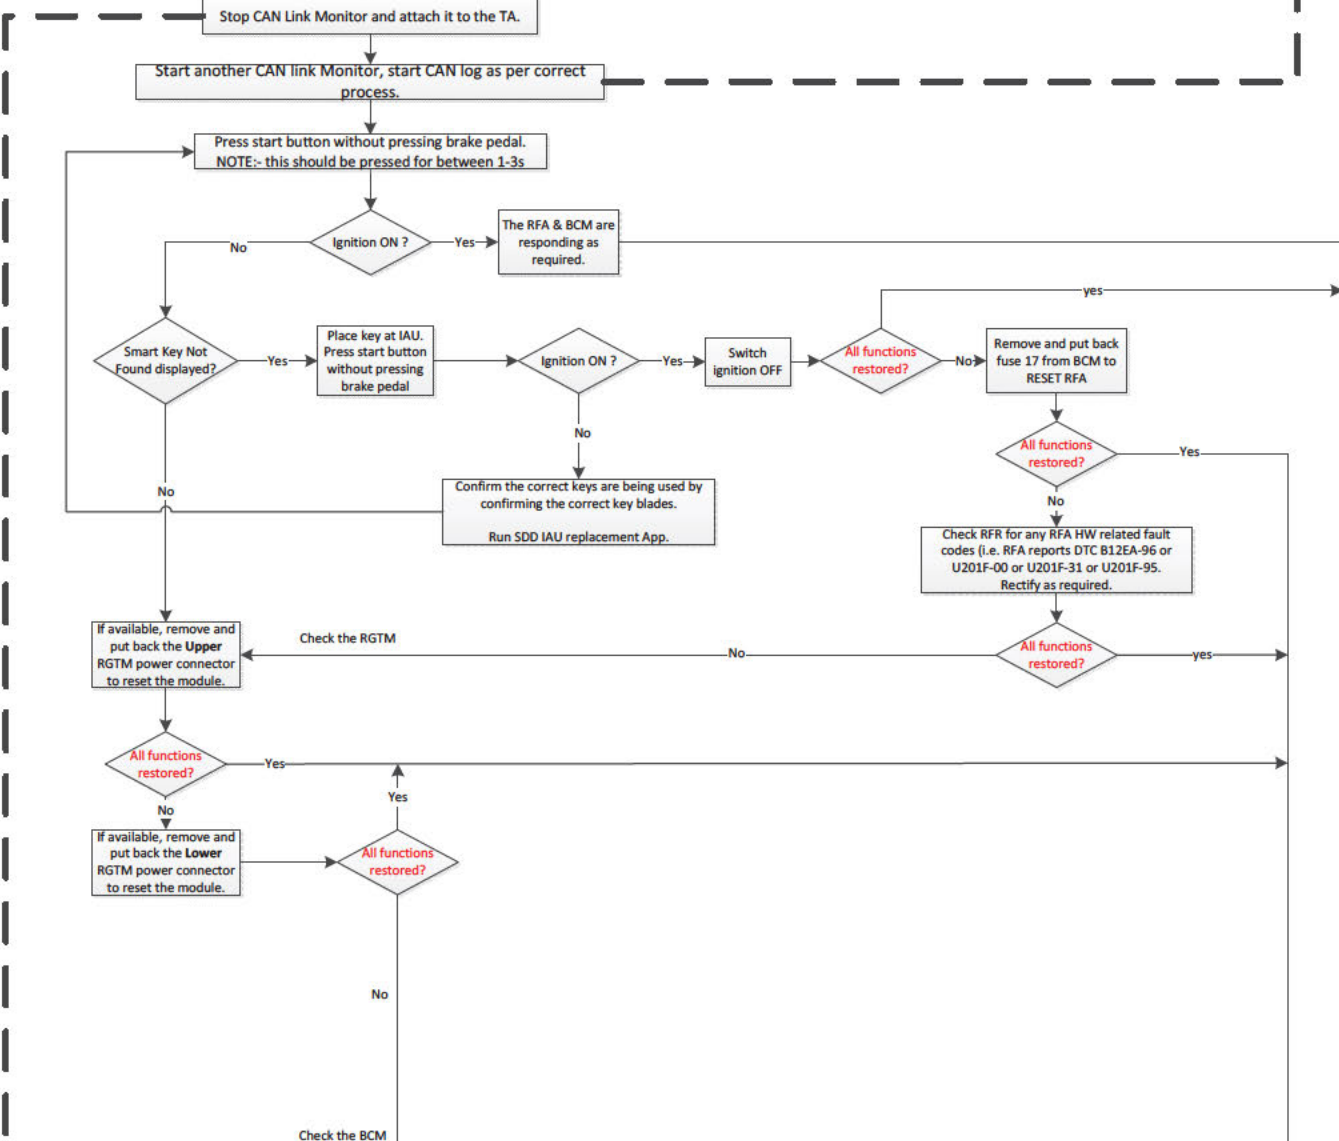 Stop CAN Link Monitor and attach it to the TA.
Start another CAN link Monitor, start CAN log as per correct
process.
Press start button without pressing brake pedal.
NOTE:- this should be pressed for between 1-3s
Ignition ON ?
No
Yes
The RFA & BCM are
responding as
required.
yes
Smart Key Not
Found displayed?
Yes
Place key at IAU.
Press start button
without pressing
brake pedal
Ignition ON ?
Yes
Switch
ignition OFF
All functions
restored?
No
Remove and put back
fuse 17 from BCM to
RESET RFA
No
All functions
restored?
Yes
No
Confirm the correct keys are being used by
confirming the correct key blades.
Run SDD IAU replacement App.
No
Check RFR for any RFA HW related fault
codes (i.e. RFA reports DTC B12EA-96 or
U201F-00 or U201F-31 or U201F-95.
Rectify as required.
If available, remove and
put back the Upper
RGTM power connector
to reset the module.
Check the RGTM
No
All functions
restored?
yes
All functions
restored?
Yes
No
Yes
If available, remove and
put back the Lower
RGTM power connector
to reset the module.
All functions
restored?
No
Check the BCM